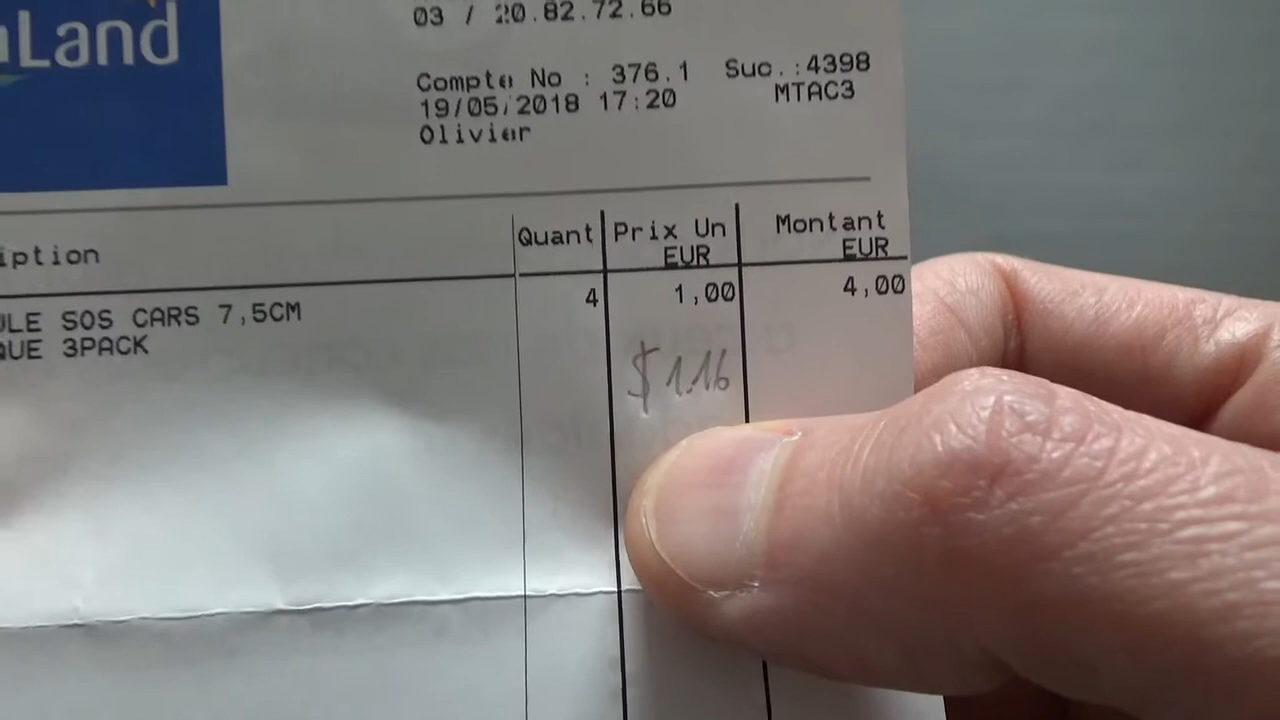 Land
03 / 20.82.72.66
Compte No : 376.1 Suc.:4398
19/05/2018 17:20 MTAC3
Olivier
iption Quant Prix Un EUR Montant EUR
ULE SOS CARS 7,5CM 4 1,00 4,00
QUE 3PACK
$1.16